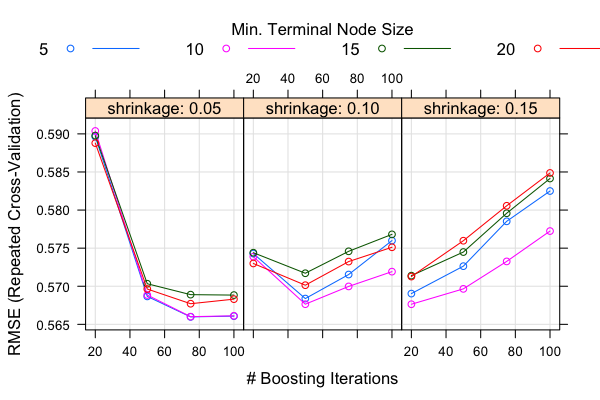 Min. Terminal Node Size
5 10 15 20
20 40 60 80 100
shrinkage: 0.05 shrinkage: 0.10 shrinkage: 0.15
RMSE (Repeated Cross-Validation)
0.590
0.585
0.580
0.575
0.570
0.565
20 40 60 80 100 20 40 60 80 100
# Boosting Iterations